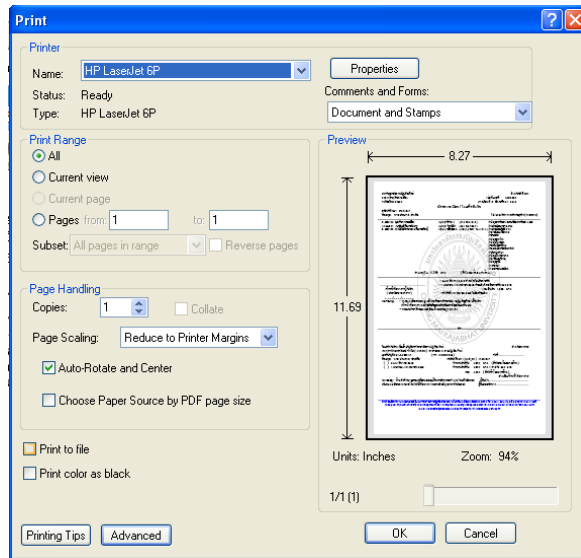 Print
Printer
Name: HP LaserJet 6P
Properties
Status: Ready
Comments and Forms:
Type: HP LaserJet 6P
Document and Stamps
Print Range
All
Current view
Current page
Pages from: 1 to: 1
Subset: All pages in range Reverse pages
Page Handling
Copies: 1 Collate
Page Scaling: Reduce to Printer Margins
Auto-Rotate and Center
Choose Paper Source by PDF page size
Print to file
Print color as black
Preview
8.27
11.69
Units: Inches Zoom: 94%
1/1 (1)
Printing Tips Advanced OK Cancel